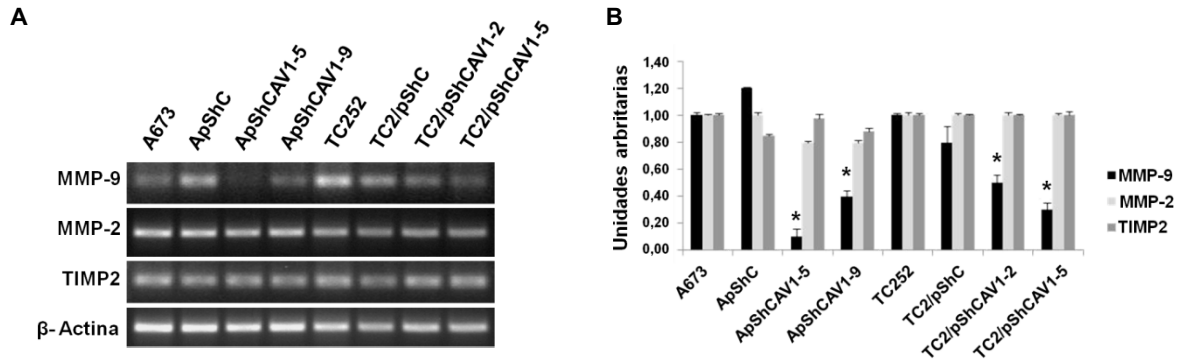 A
A673
ApShC
ApShCAV1-5
ApShCAV1-9
TC252
TC2/pShC
TC2/pShCAV1-2
TC2/pShCAV1-5
MMP-9
MMP-2
TIMP2
β- Actina
B
Unidades arbritarias
1,40
1,20
1,00
0,80
0,60
0,40
0,20
0,00
*
*
*
*
A673
ApShC
ApShCAV1-5
ApShCAV1-9
TC252
TC2/pShC
TC2/pShCAV1-2
TC2/pShCAV1-5
MMP-9
MMP-2
TIMP2